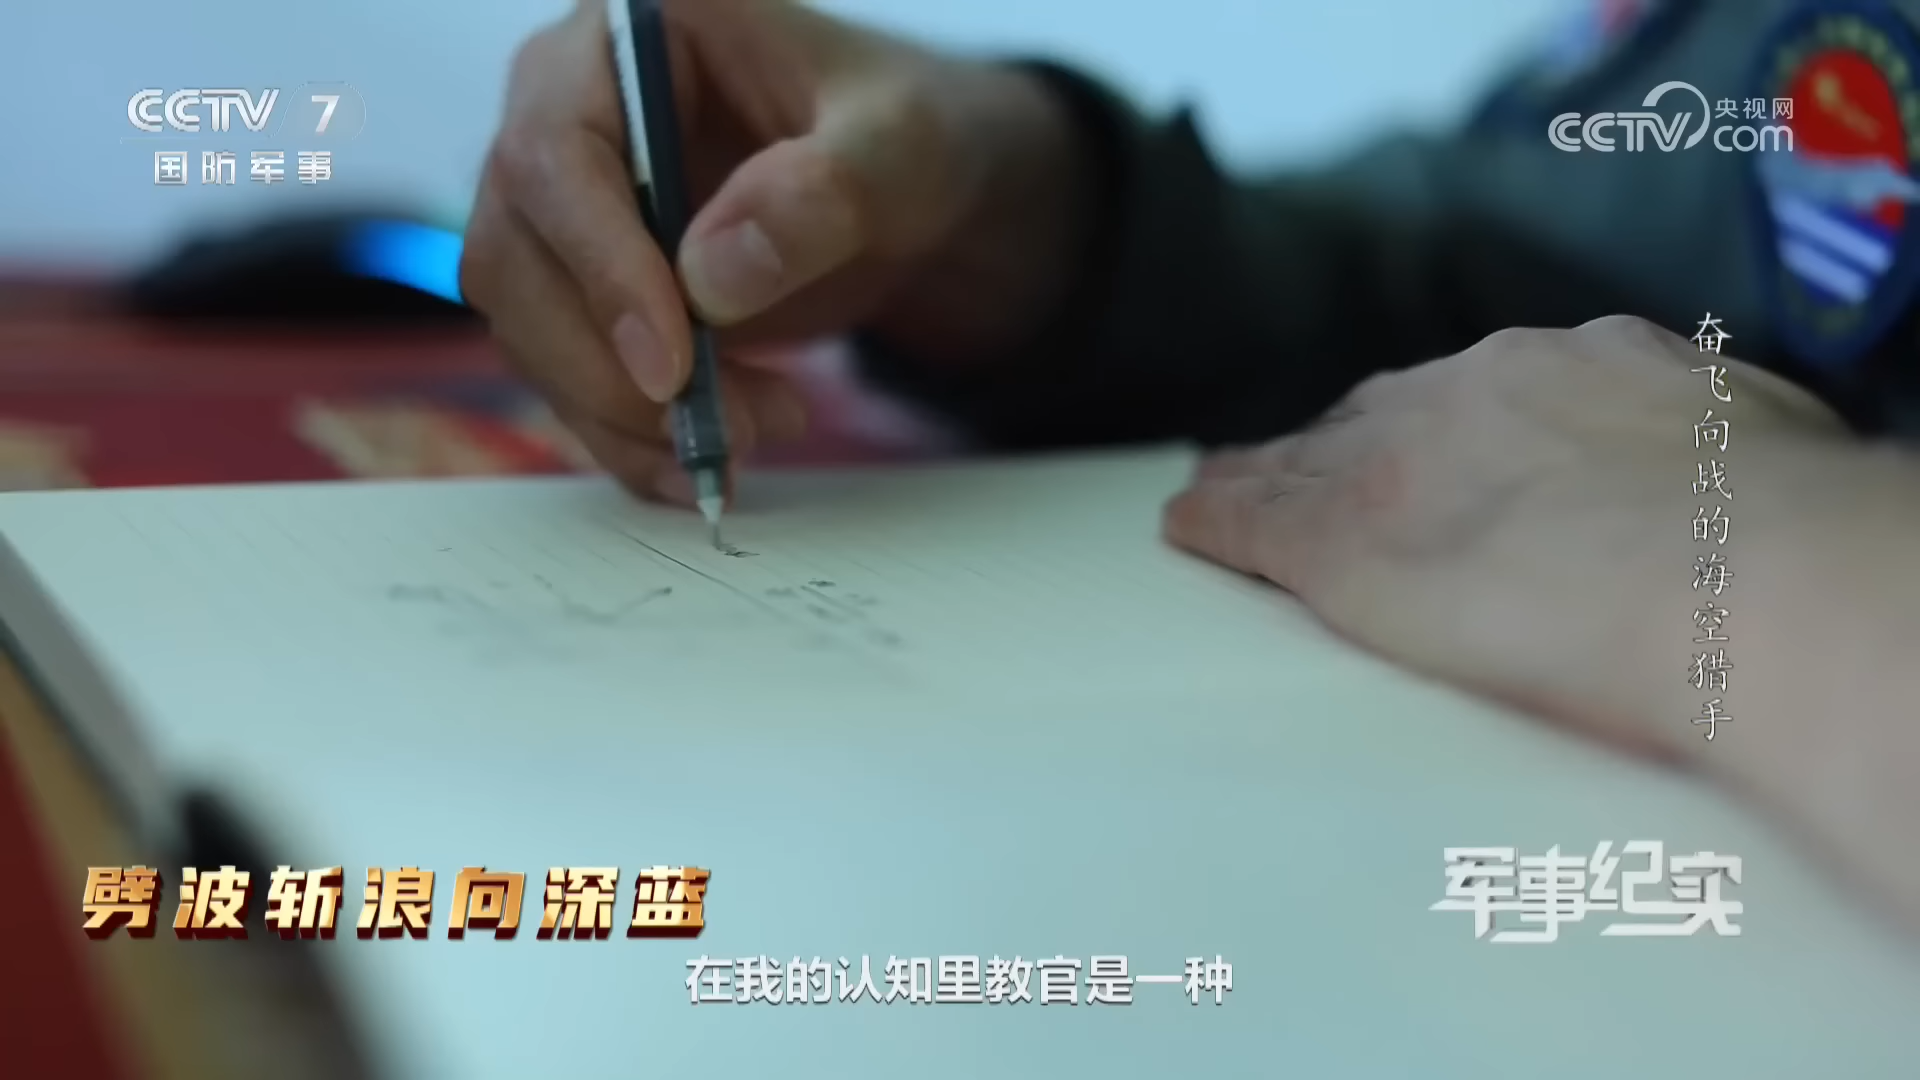 CCTV 7
国防军事
央视网
CCTV com
奋飞向战的海空猎手
劈波斩浪向深蓝
军事纪实
在我的认知里教官是一种